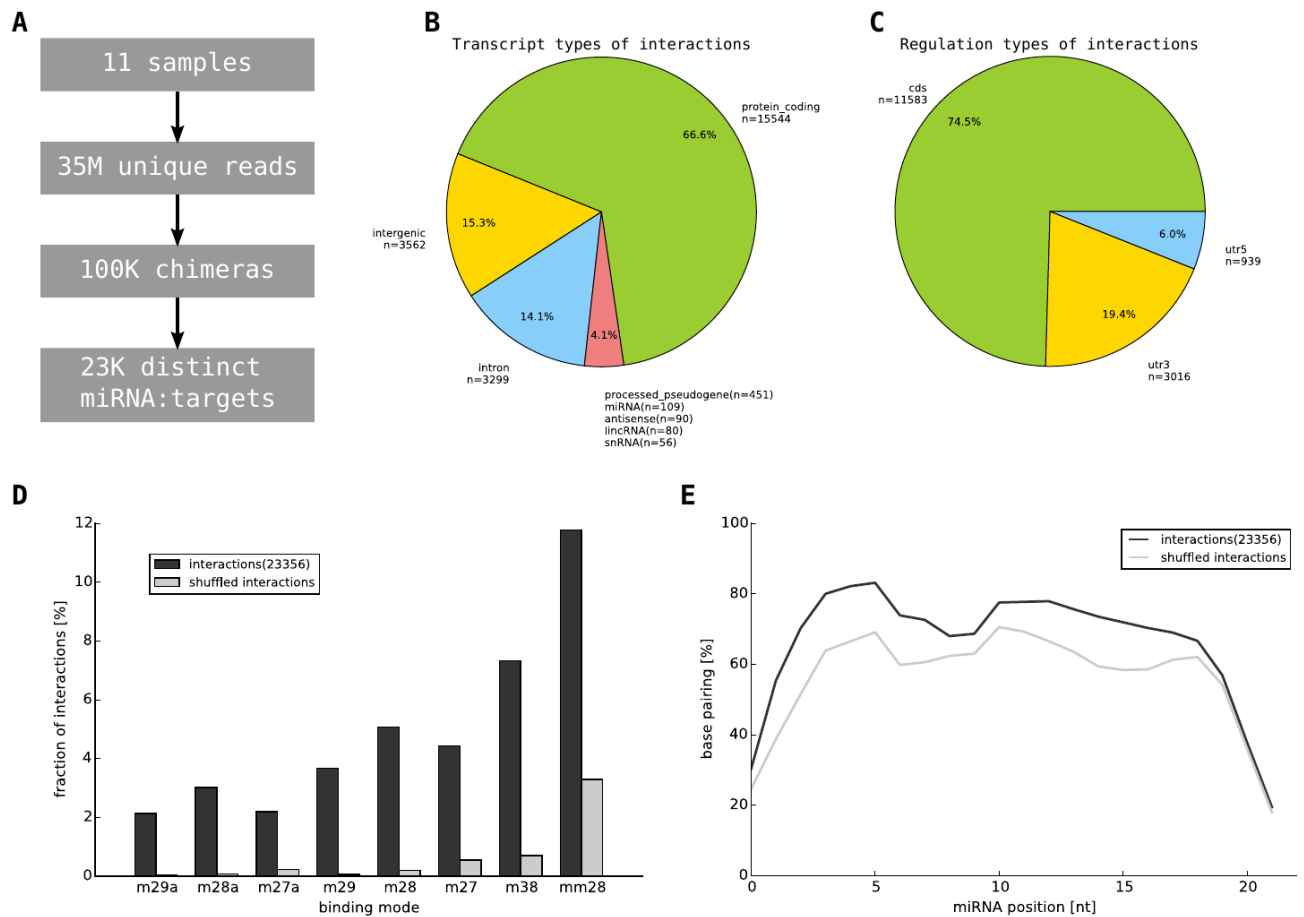 A
11 samples
35M unique reads
100K chimeras
23K distinct
miRNA:targets
B
Transcript types of interactions
protein_coding
n=15544
66.6%
intergenic
n=3562
15.3%
intron
n=3299
14.1%
4.1%
processed_pseudogene(n=451)
miRNA(n=109)
antisense(n=90)
lincRNA(n=80)
snRNA(n=56)
C
Regulation types of interactions
cds
n=11583
74.5%
6.0%
utr5
n=939
19.4%
utr3
n=3016
D
fraction of interactions [%]
12
10
8
6
4
2
0
interactions(23356)
shuffled interactions
m29a m28a m27a m29 m28 m27 m38 mm28
binding mode
E
base pairing [%]
100
80
60
40
20
0
interactions(23356)
shuffled interactions
0 5 10 15 20
miRNA position [nt]